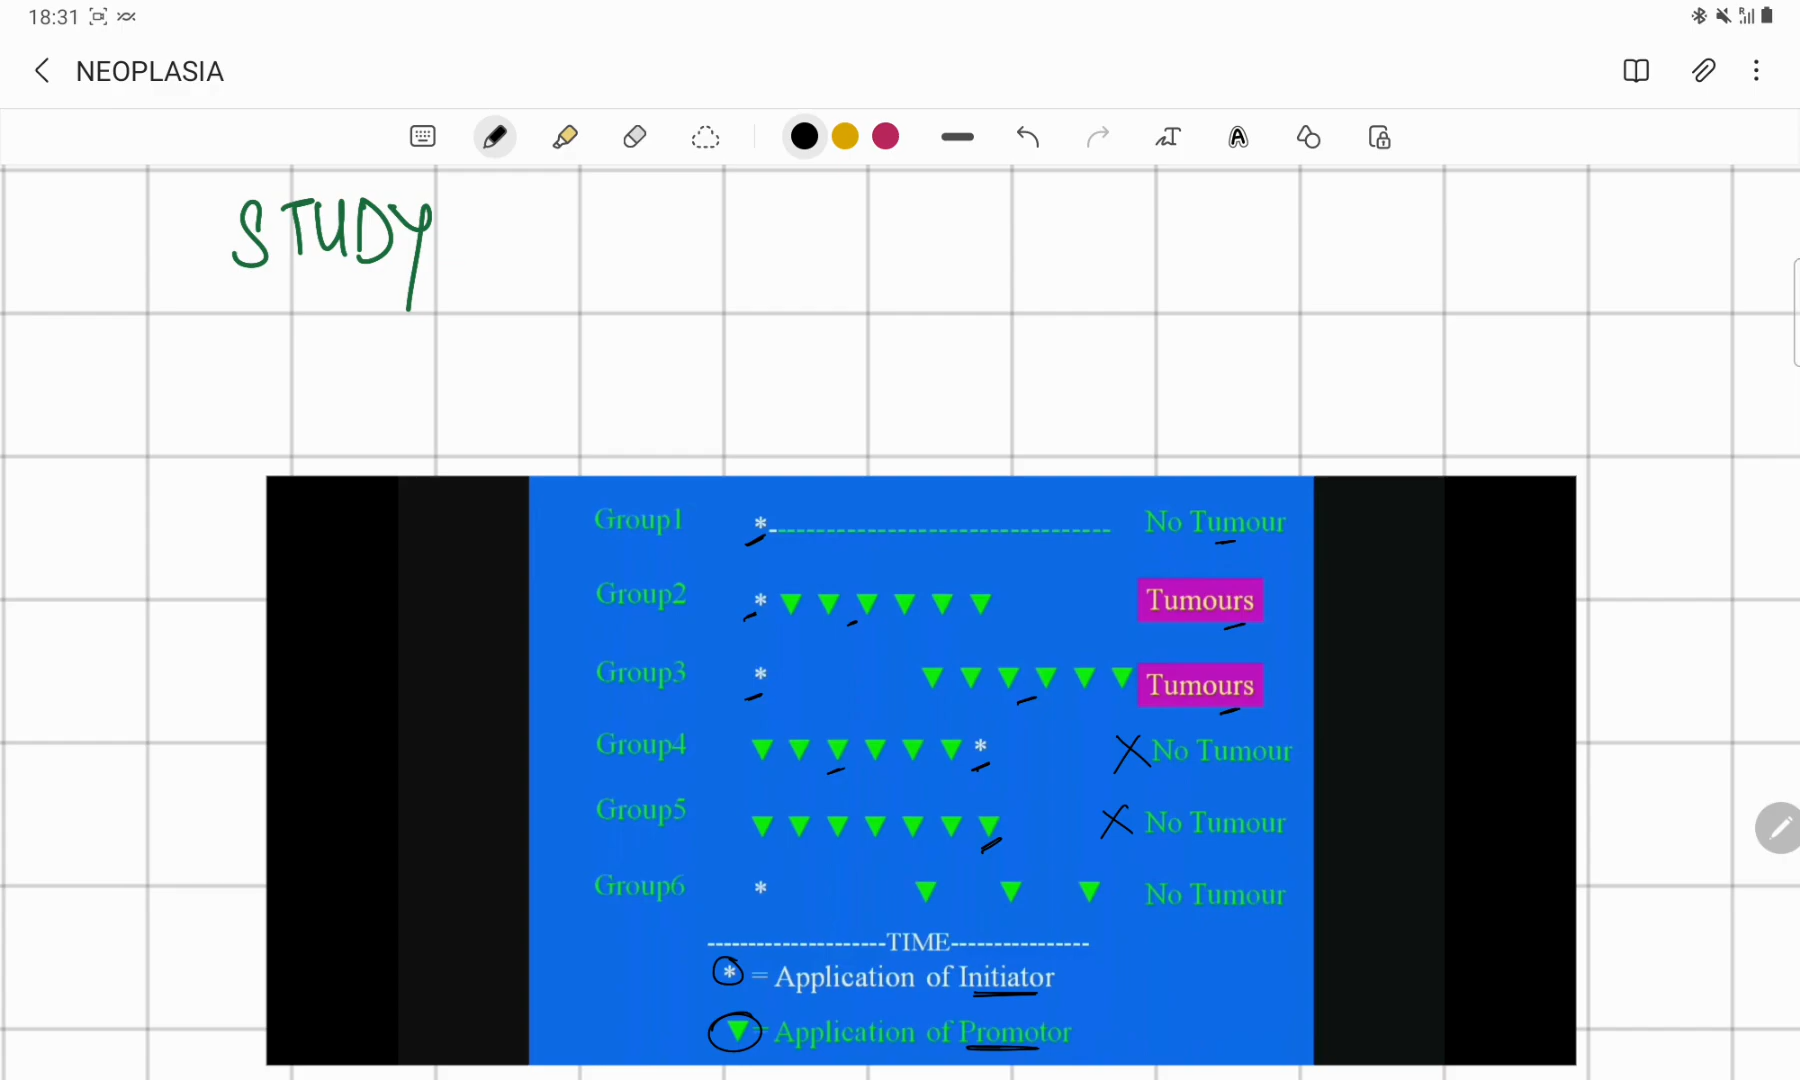 18:31
NEOPLASIA
STUDY
Group1 *-------------------------------- No Tumour
Group2 * ▼ ▼ ▼ ▼ ▼ ▼ Tumours
Group3 * ▼ ▼ ▼ ▼ ▼ ▼ Tumours
Group4 ▼ ▼ ▼ ▼ ▼ ▼ * No Tumour
Group5 ▼ ▼ ▼ ▼ ▼ ▼ ▼ No Tumour
Group6 * ▼ ▼ ▼ No Tumour
---------------------TIME----------------
* = Application of Initiator
▼ = Application of Promotor